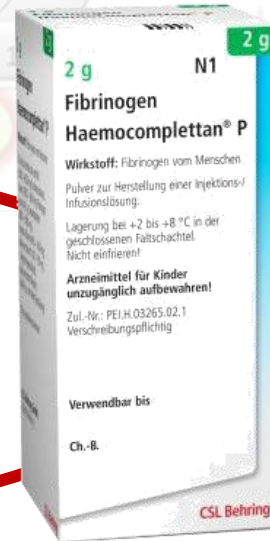 2 g
2 g N1
Fibrinogen
Haemocomplettan® P
Wirkstoff: Fibrinogen vom Menschen
Pulver zur Herstellung einer Injektions-/
Infusionslösung.
Lagerung bei +2 bis +8 °C in der
geschlossenen Faltschachtel.
Nicht einfrieren!
Arzneimittel für Kinder
unzugänglich aufbewahren!
Zul.-Nr.: PEI.H.03265.02.1
Verschreibungspflichtig
Verwendbar bis
Ch.-B.
CSL Behring